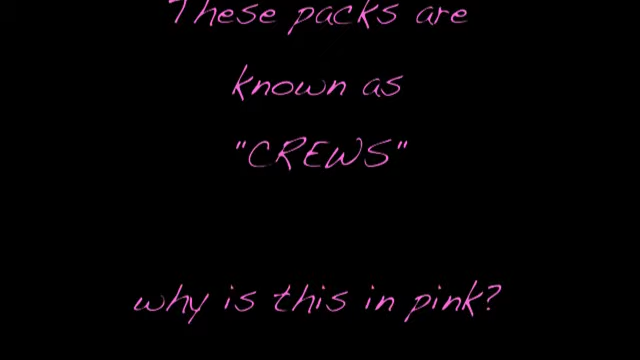 These packs are
known as
"CREWS"
why is this in pink?